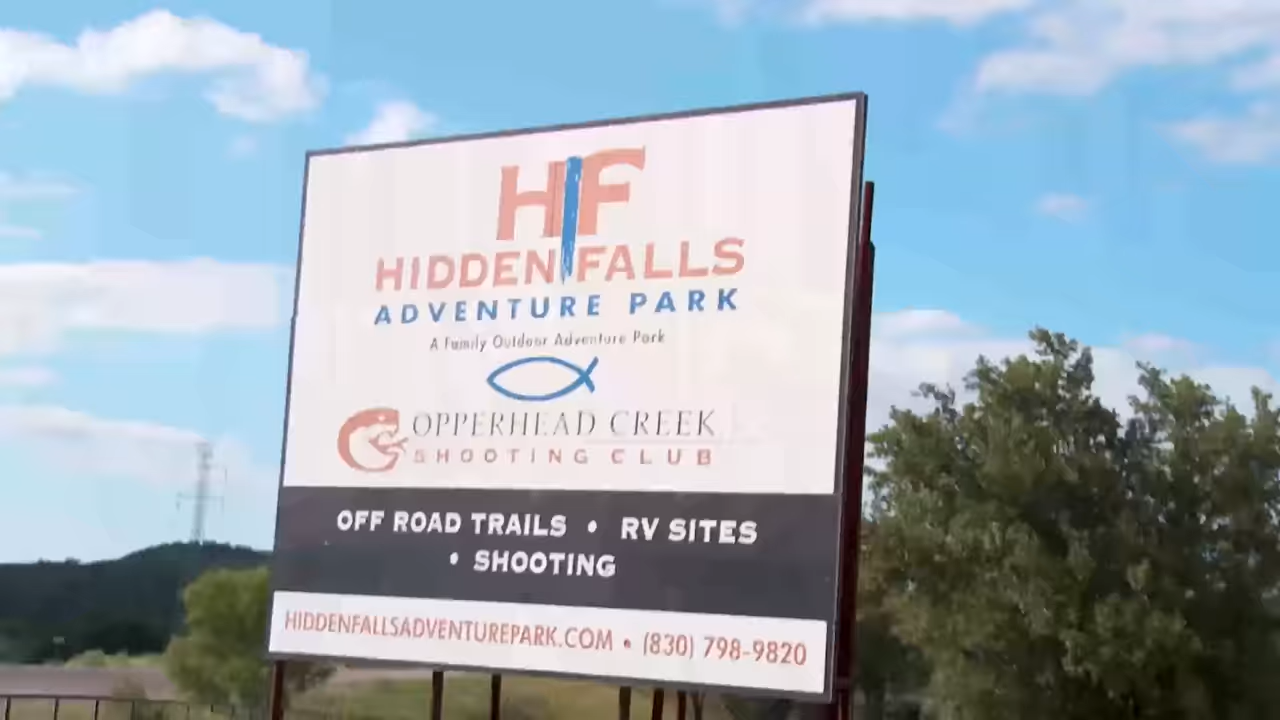 HF
HIDDEN FALLS
ADVENTURE PARK
A Family Outdoor Adventure Park
COPPERHEAD CREEK
SHOOTING CLUB
OFF ROAD TRAILS • RV SITES
• SHOOTING
HIDDENFALLSADVENTUREPARK.COM • (830) 798-9820